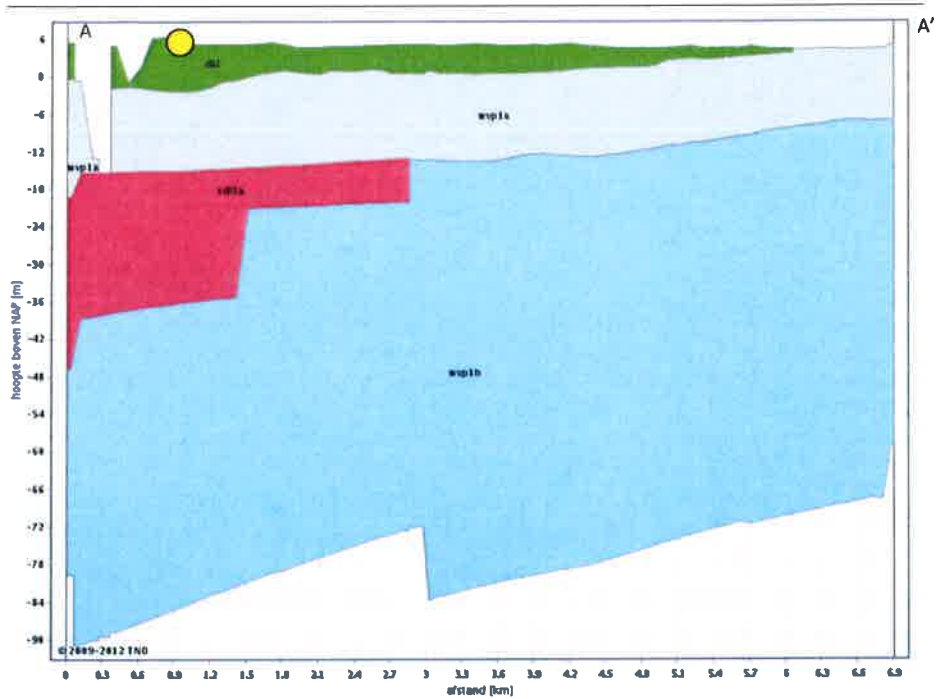 A
A'
6
0
-6
-12
-18
-24
-30
-36
-42
-48
-54
-60
-66
-72
-78
-84
-90
hoogte boven NAP [m]
dkl
wvp1a
wvp1a
sdl1a
wvp1b
©2009-2012 TNO
0 0.3 0.6 0.9 1.2 1.5 1.8 2.1 2.4 2.7 3 3.3 3.6 3.9 4.2 4.5 4.8 5.1 5.4 5.7 6 6.3 6.6 6.9
afstand [km]